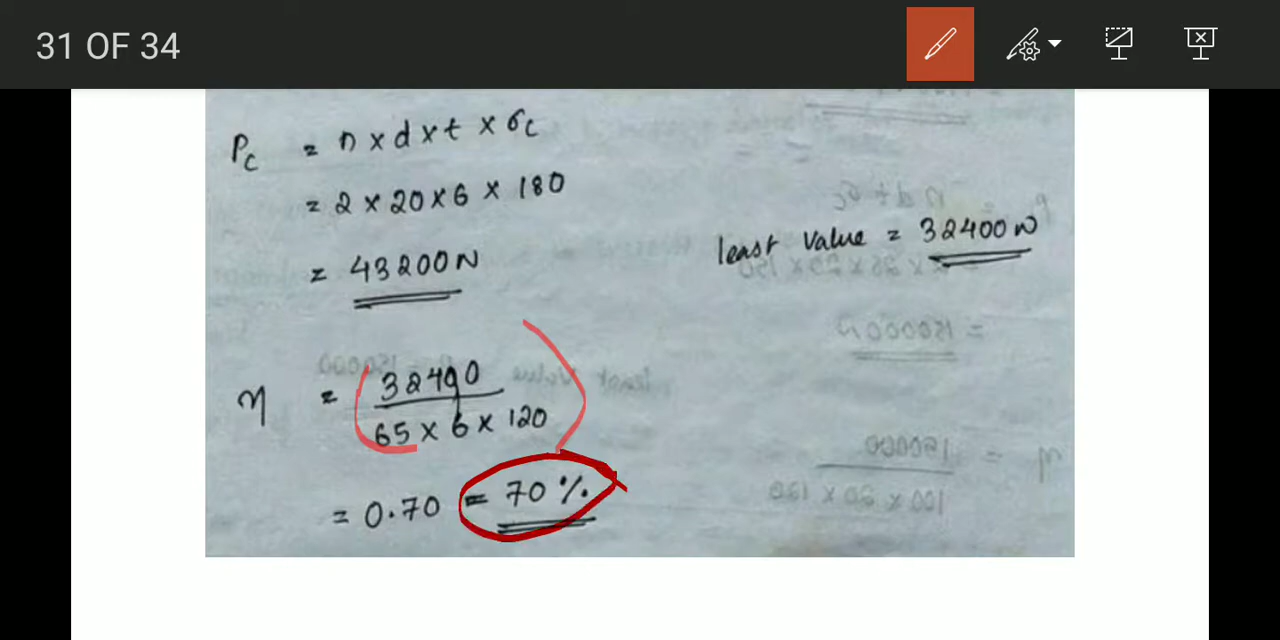 31 OF 34
Pc = n x d x t x σc
= 2 x 20 x 6 x 180
= 43200 N
least value = 32400 N
η = 32400
65 x 6 x 120
= 0.70 = 70 %